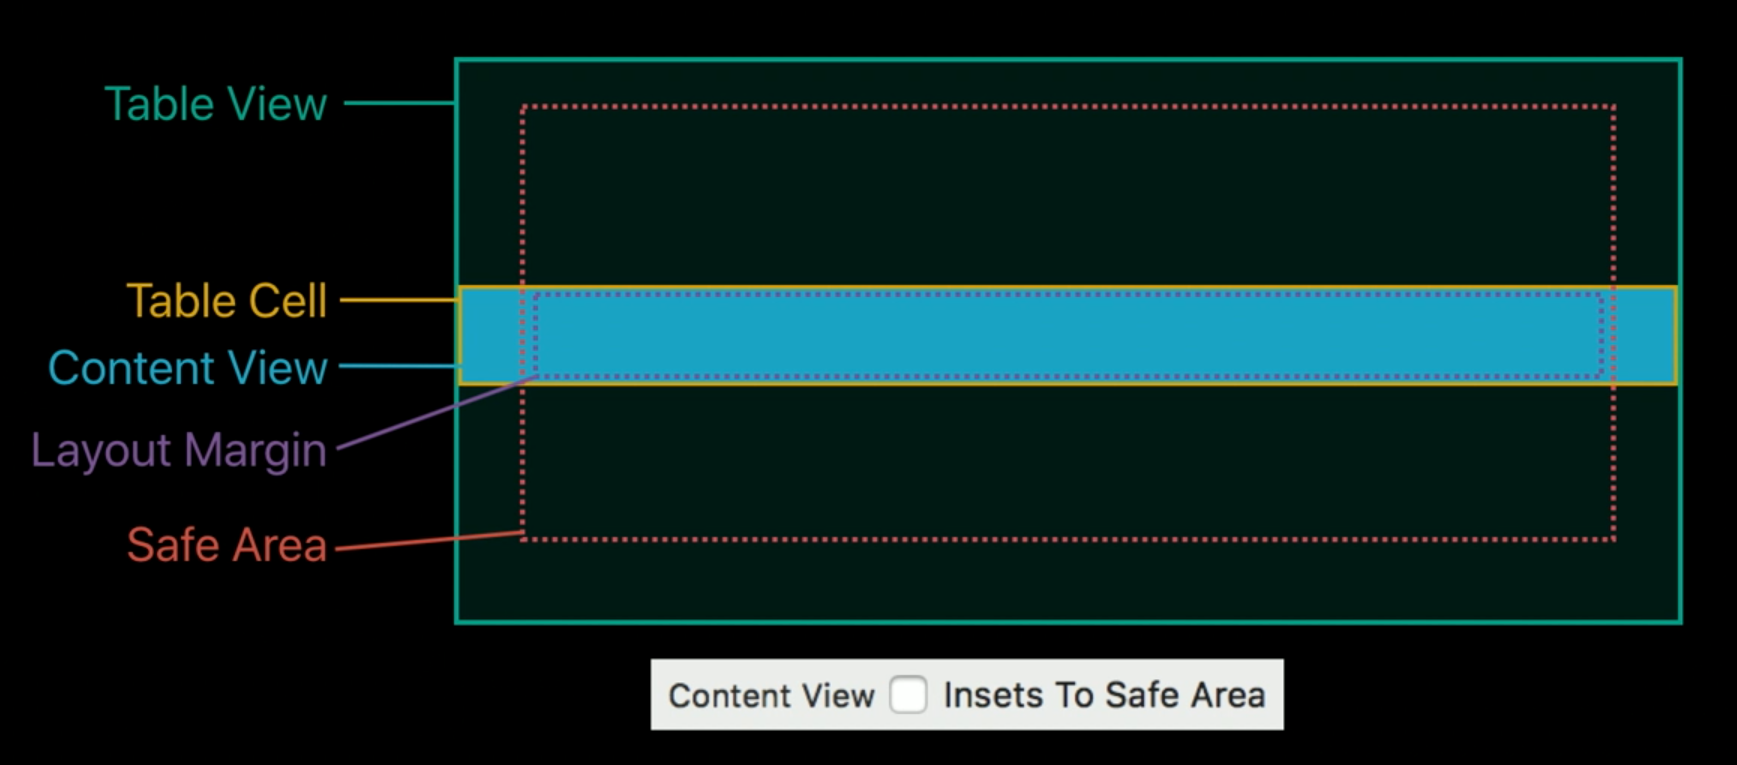 Table View
Table Cell
Content View
Layout Margin
Safe Area
Content View Insets To Safe Area